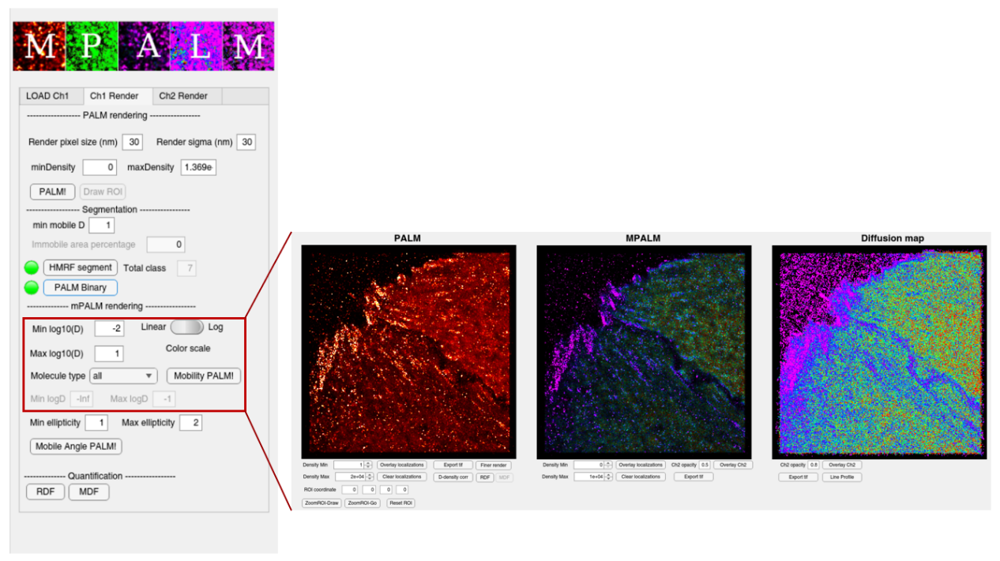 M P A L M
LOAD Ch1 Ch1 Render Ch2 Render
------------------ PALM rendering -----------------
Render pixel size (nm) 30 Render sigma (nm) 30
minDensity 0 maxDensity 1.369e
PALM! Draw ROI
------------------ Segmentation -----------------
min mobile D 1
Immobile area percentage 0
HMRF segment Total class 7
PALM Binary
-------------- mPALM rendering -----------------
Min log10(D) -2 Linear Log
Max log10(D) 1 Color scale
Molecule type all Mobility PALM!
Min logD -Inf Max logD -1
Min ellipticity 1 Max ellipticity 2
Mobile Angle PALM!
-------------- Quantification -----------------
RDF MDF
PALM
Density Min 1 Overlay localizations Export tif Finer render
Density Max 2e+04 Clear localizations D-density corr RDF MDF
ROI coordinate 0 0 0 0
ZoomROI-Draw ZoomROI-Go Reset ROI
MPALM
Density Min 0 Overlay localizations Ch2 opacity 0.5 Overlay Ch2
Density Max 1e+04 Clear localizations Export tif
Diffusion map
Ch2 opacity 0.8 Overlay Ch2
Export tif Line Profile